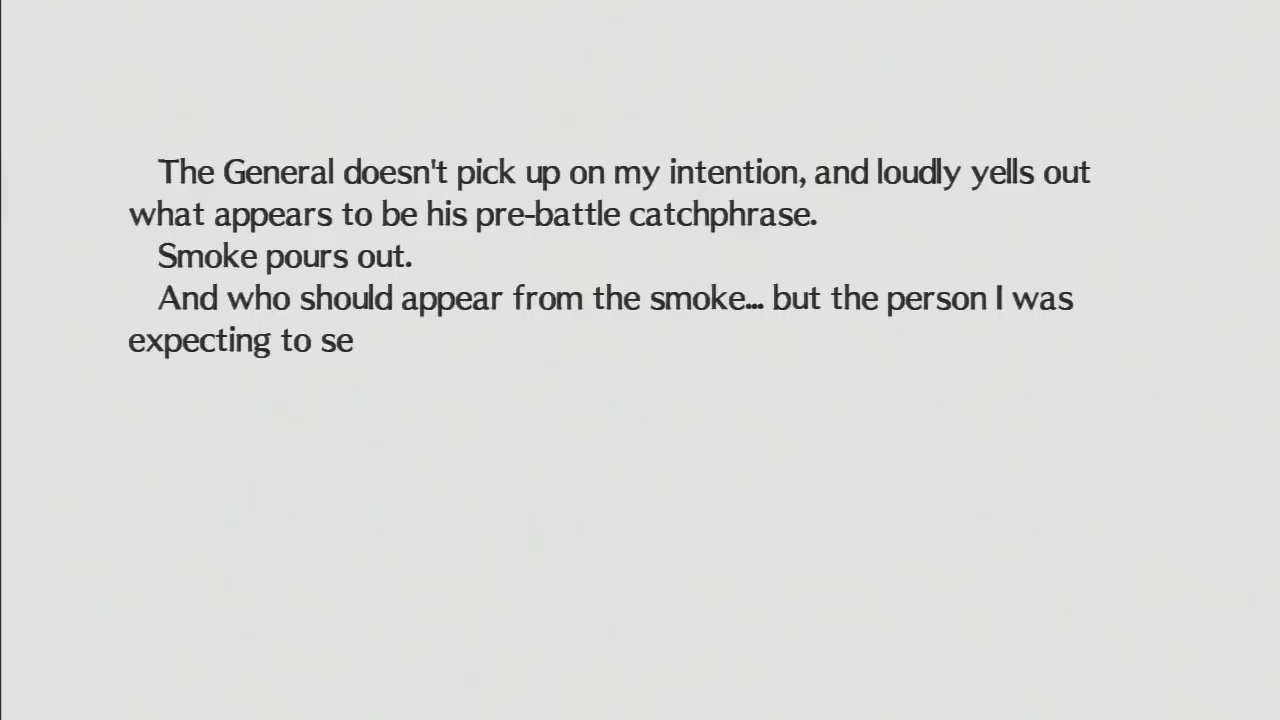 The General doesn't pick up on my intention, and loudly yells out
what appears to be his pre-battle catchphrase.
Smoke pours out.
And who should appear from the smoke... but the person I was
expecting to se